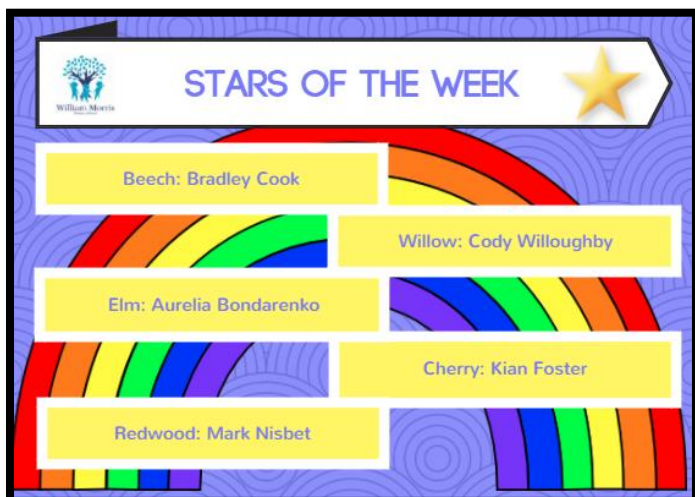 William Morris
STARS OF THE WEEK
Beech: Bradley Cook
Willow: Cody Willoughby
Elm: Aurelia Bondarenko
Cherry: Kian Foster
Redwood: Mark Nisbet